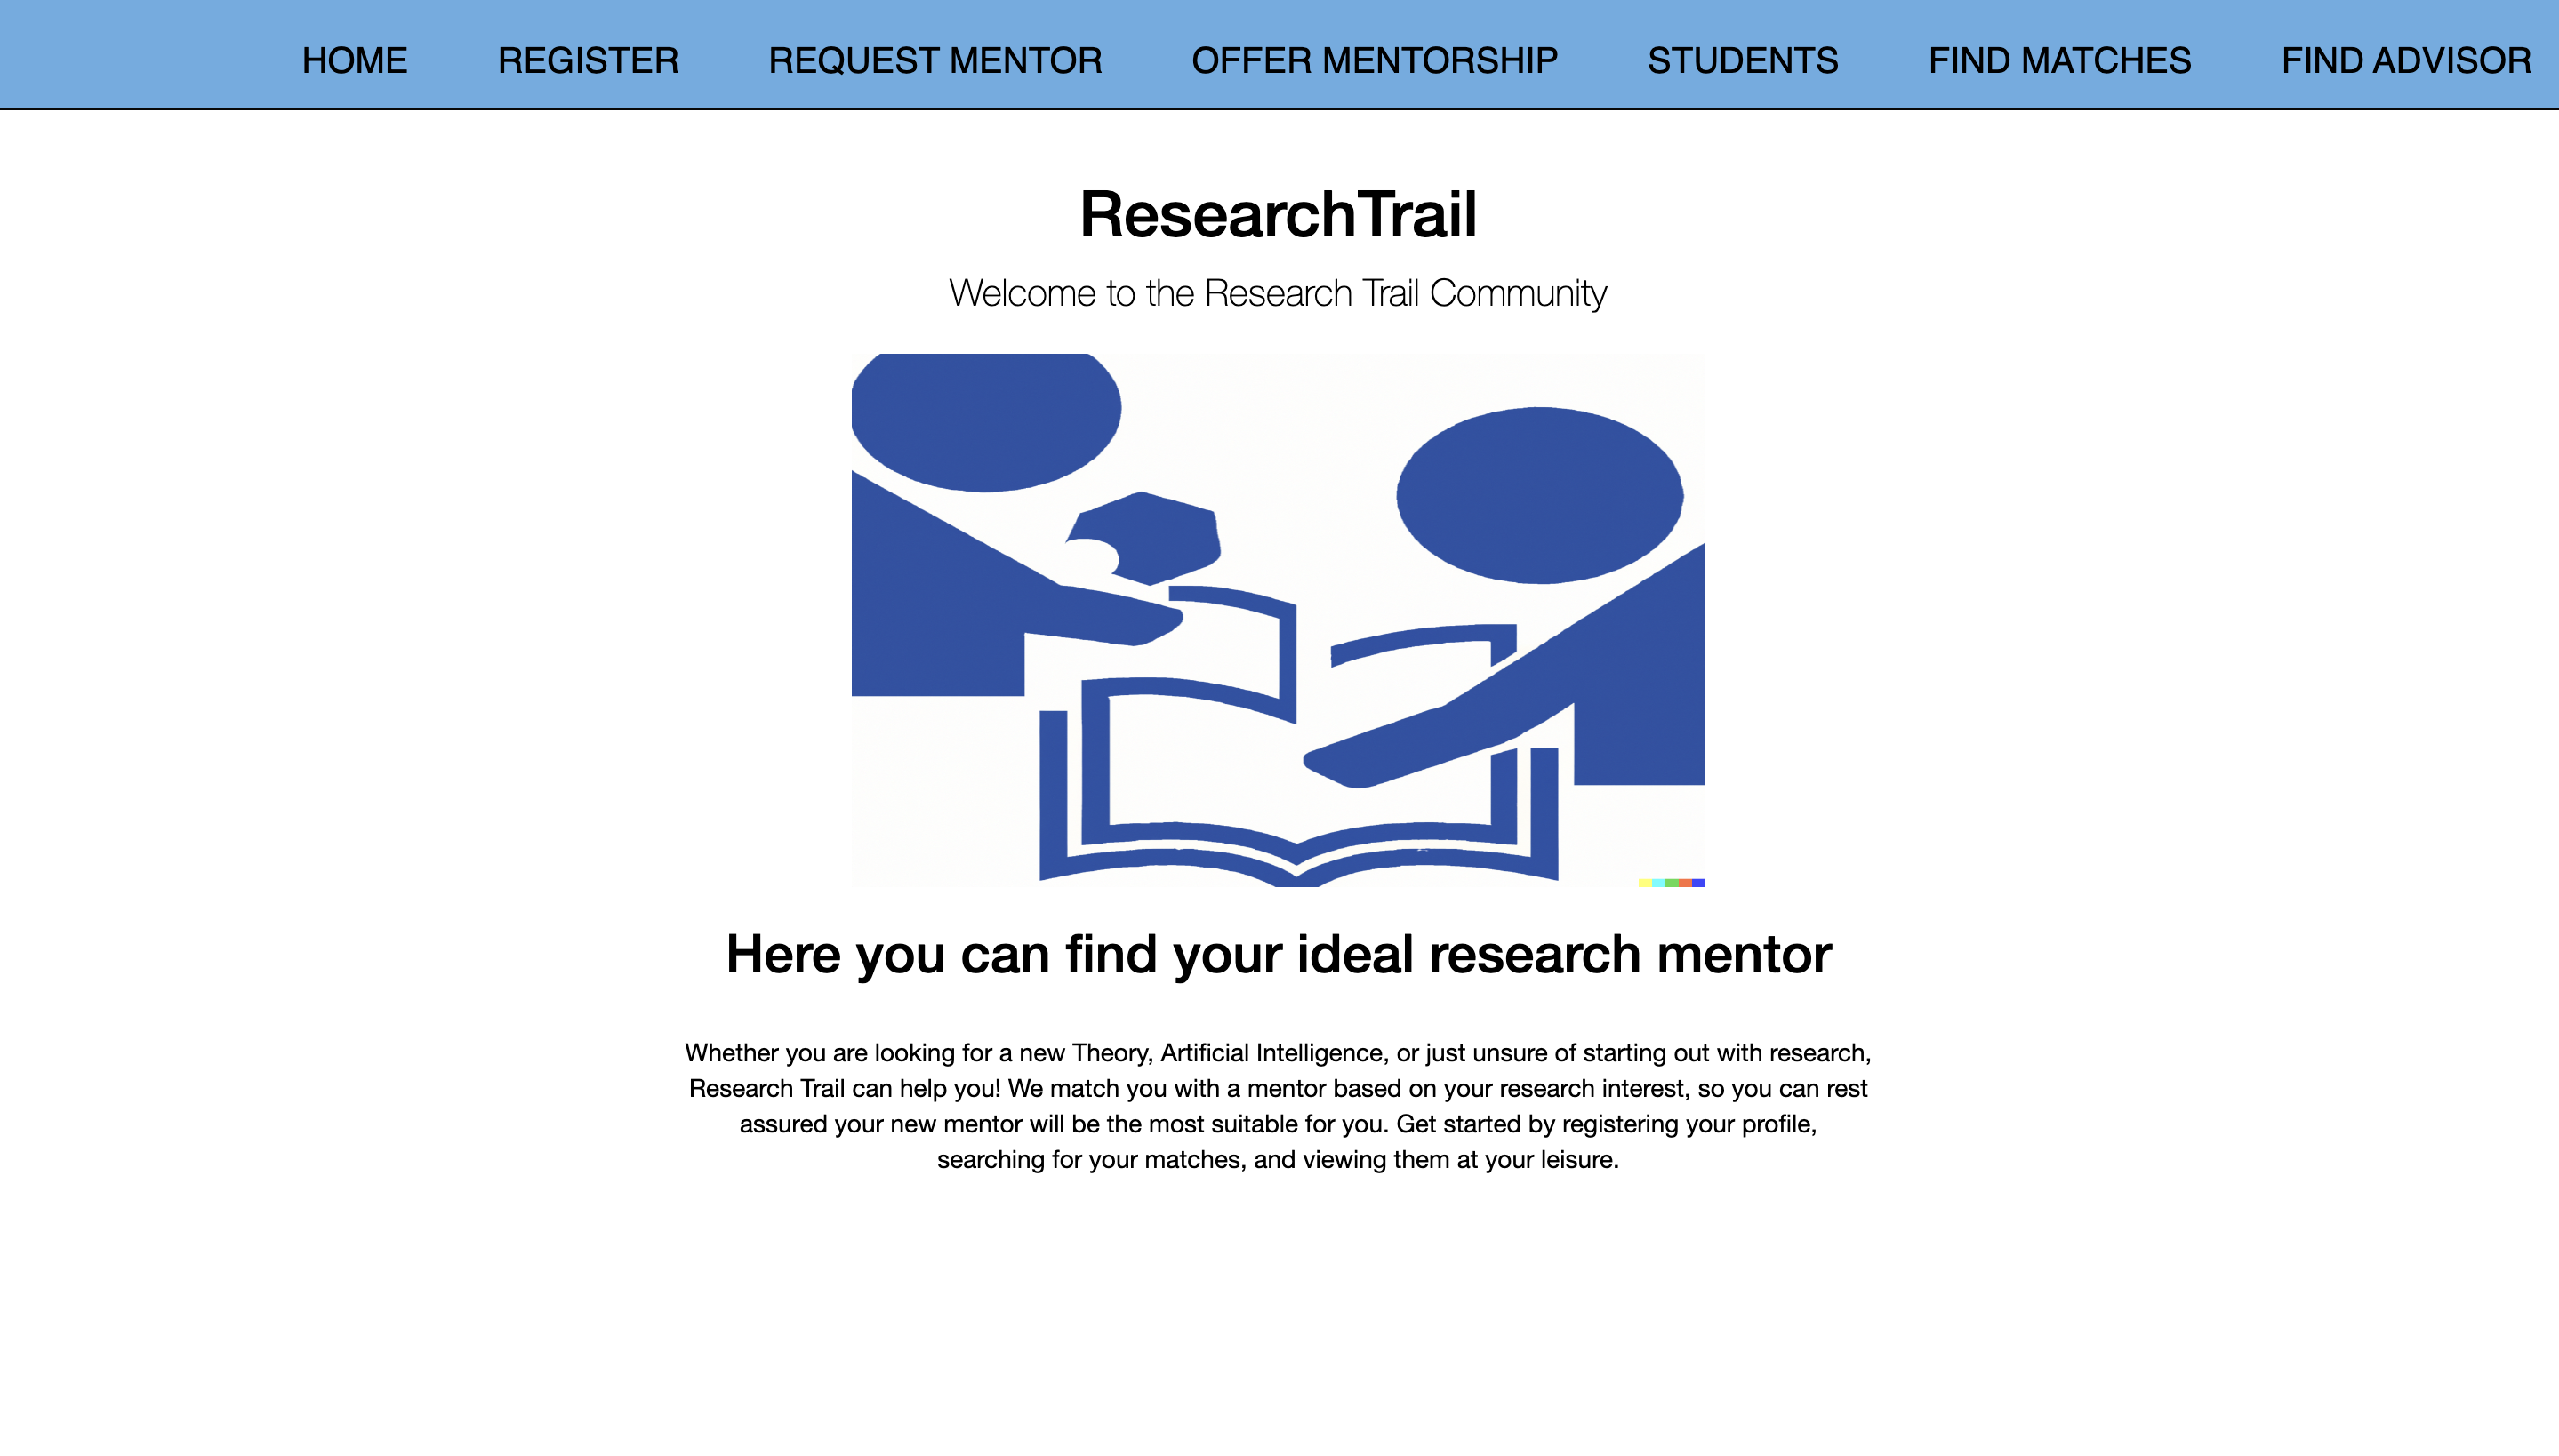 HOME REGISTER REQUEST MENTOR OFFER MENTORSHIP STUDENTS FIND MATCHES FIND ADVISOR
ResearchTrail
Welcome to the Research Trail Community
Here you can find your ideal research mentor
Whether you are looking for a new Theory, Artificial Intelligence, or just unsure of starting out with research,
Research Trail can help you! We match you with a mentor based on your research interest, so you can rest
assured your new mentor will be the most suitable for you. Get started by registering your profile,
searching for your matches, and viewing them at your leisure.